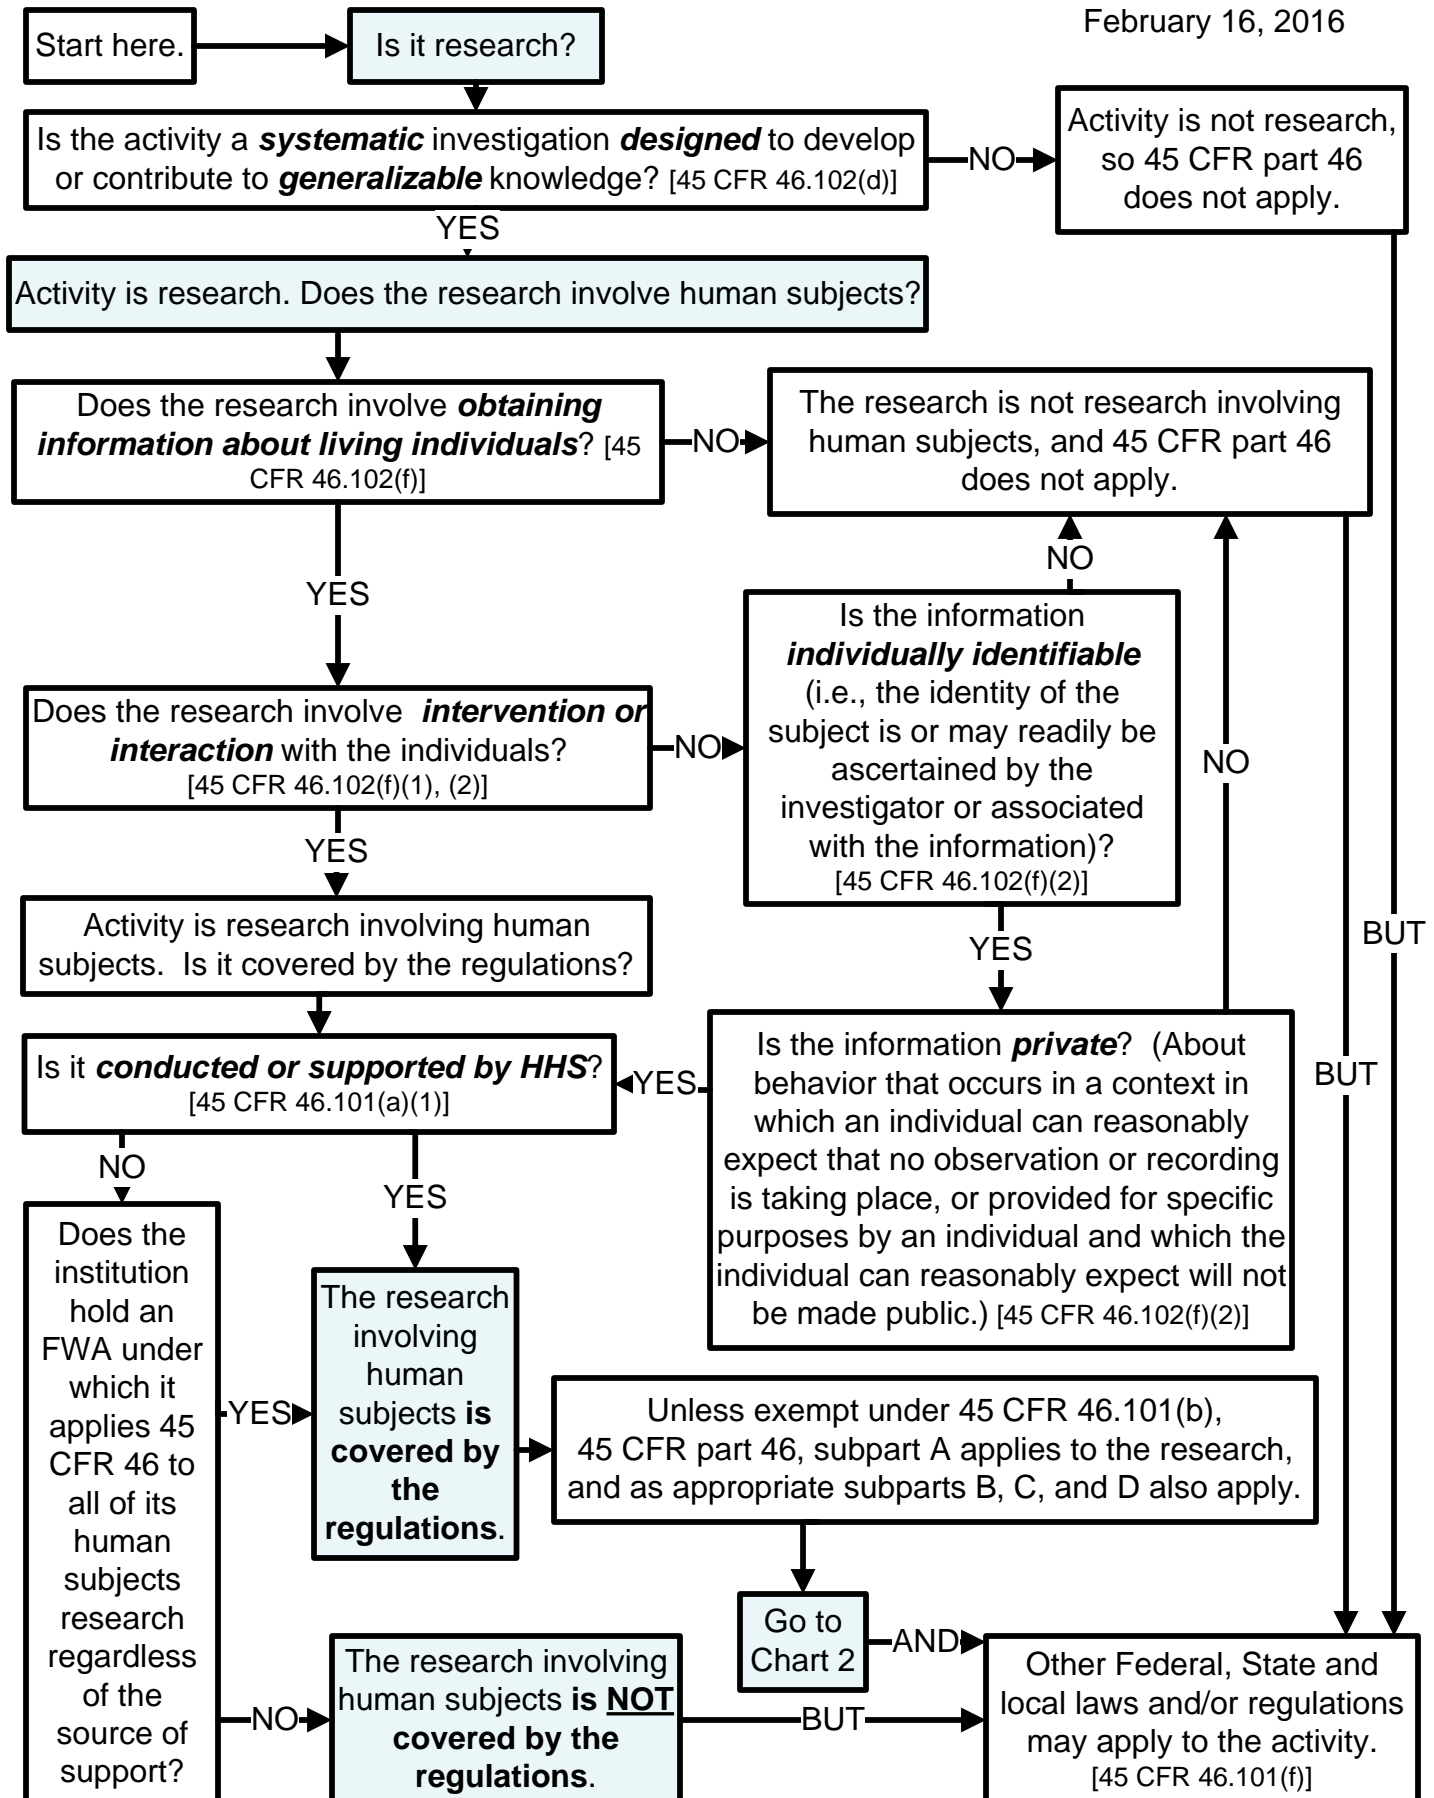 February 16, 2016
Start here.
Is it research?
Is the activity a systematic investigation designed to develop
or contribute to generalizable knowledge? [45 CFR 46.102(d)]
NO
Activity is not research,
so 45 CFR part 46
does not apply.
YES
Activity is research. Does the research involve human subjects?
Does the research involve obtaining
information about living individuals? [45
CFR 46.102(f)]
NO
The research is not research involving
human subjects, and 45 CFR part 46
does not apply.
YES
NO
Is the information
individually identifiable
(i.e., the identity of the
subject is or may readily be
ascertained by the
investigator or associated
with the information)?
[45 CFR 46.102(f)(2)]
NO
Does the research involve intervention or
interaction with the individuals?
[45 CFR 46.102(f)(1), (2)]
NO
YES
YES
BUT
Activity is research involving human
subjects. Is it covered by the regulations?
Is it conducted or supported by HHS?
[45 CFR 46.101(a)(1)]
YES
Is the information private? (About
behavior that occurs in a context in
which an individual can reasonably
expect that no observation or recording
is taking place, or provided for specific
purposes by an individual and which the
individual can reasonably expect will not
be made public.) [45 CFR 46.102(f)(2)]
BUT
NO
YES
Does the
institution
hold an
FWA under
which it
applies 45
CFR 46 to
all of its
human
subjects
research
regardless
of the
source of
support?
YES
The research
involving
human
subjects is
covered by
the
regulations.
Unless exempt under 45 CFR 46.101(b),
45 CFR part 46, subpart A applies to the research,
and as appropriate subparts B, C, and D also apply.
Go to
Chart 2
AND
NO
The research involving
human subjects is NOT
covered by the
regulations.
BUT
Other Federal, State and
local laws and/or regulations
may apply to the activity.
[45 CFR 46.101(f)]